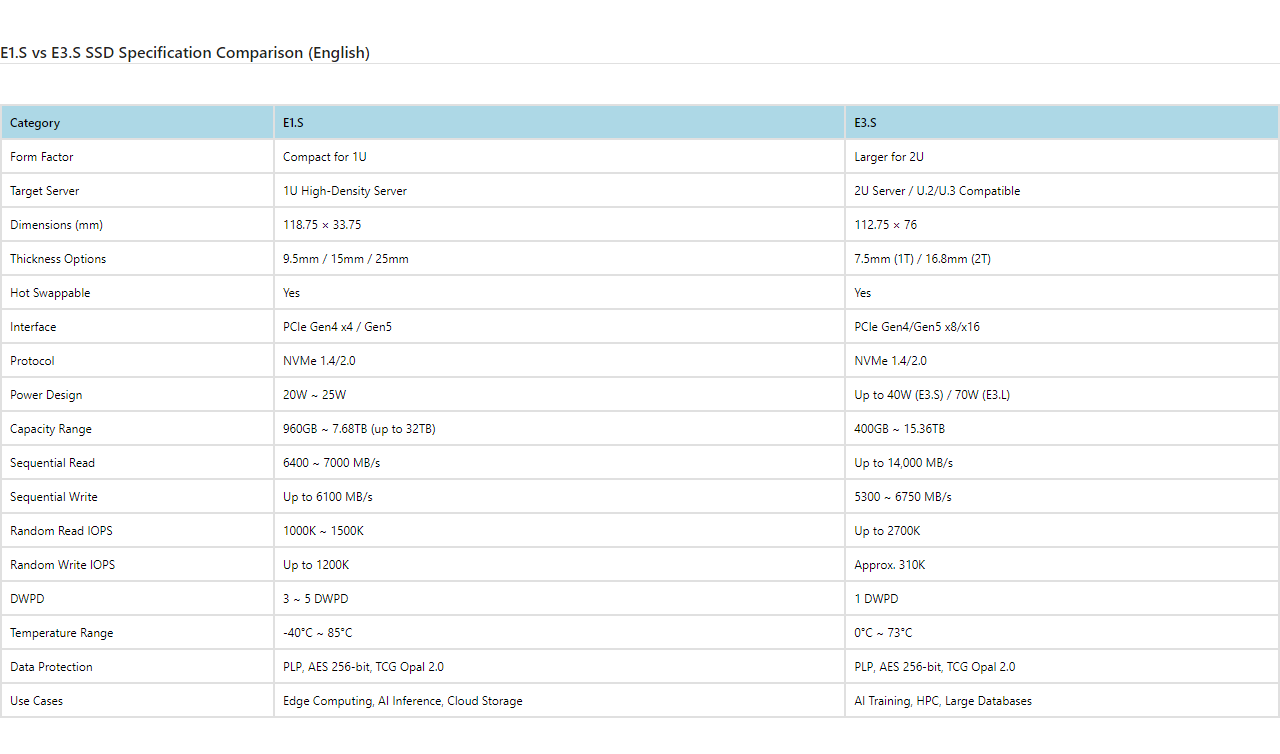 E1.S vs E3.S SSD Specification Comparison (English)
Category E1.S E3.S
Form Factor Compact for 1U Larger for 2U
Target Server 1U High-Density Server 2U Server / U.2/U.3 Compatible
Dimensions (mm) 118.75 × 33.75 112.75 × 76
Thickness Options 9.5mm / 15mm / 25mm 7.5mm (1T) / 16.8mm (2T)
Hot Swappable Yes Yes
Interface PCIe Gen4 x4 / Gen5 PCIe Gen4/Gen5 x8/x16
Protocol NVMe 1.4/2.0 NVMe 1.4/2.0
Power Design 20W ~ 25W Up to 40W (E3.S) / 70W (E3.L)
Capacity Range 960GB ~ 7.68TB (up to 32TB) 400GB ~ 15.36TB
Sequential Read 6400 ~ 7000 MB/s Up to 14,000 MB/s
Sequential Write Up to 6100 MB/s 5300 ~ 6750 MB/s
Random Read IOPS 1000K ~ 1500K Up to 2700K
Random Write IOPS Up to 1200K Approx. 310K
DWPD 3 ~ 5 DWPD 1 DWPD
Temperature Range -40°C ~ 85°C 0°C ~ 73°C
Data Protection PLP, AES 256-bit, TCG Opal 2.0 PLP, AES 256-bit, TCG Opal 2.0
Use Cases Edge Computing, AI Inference, Cloud Storage AI Training, HPC, Large Databases